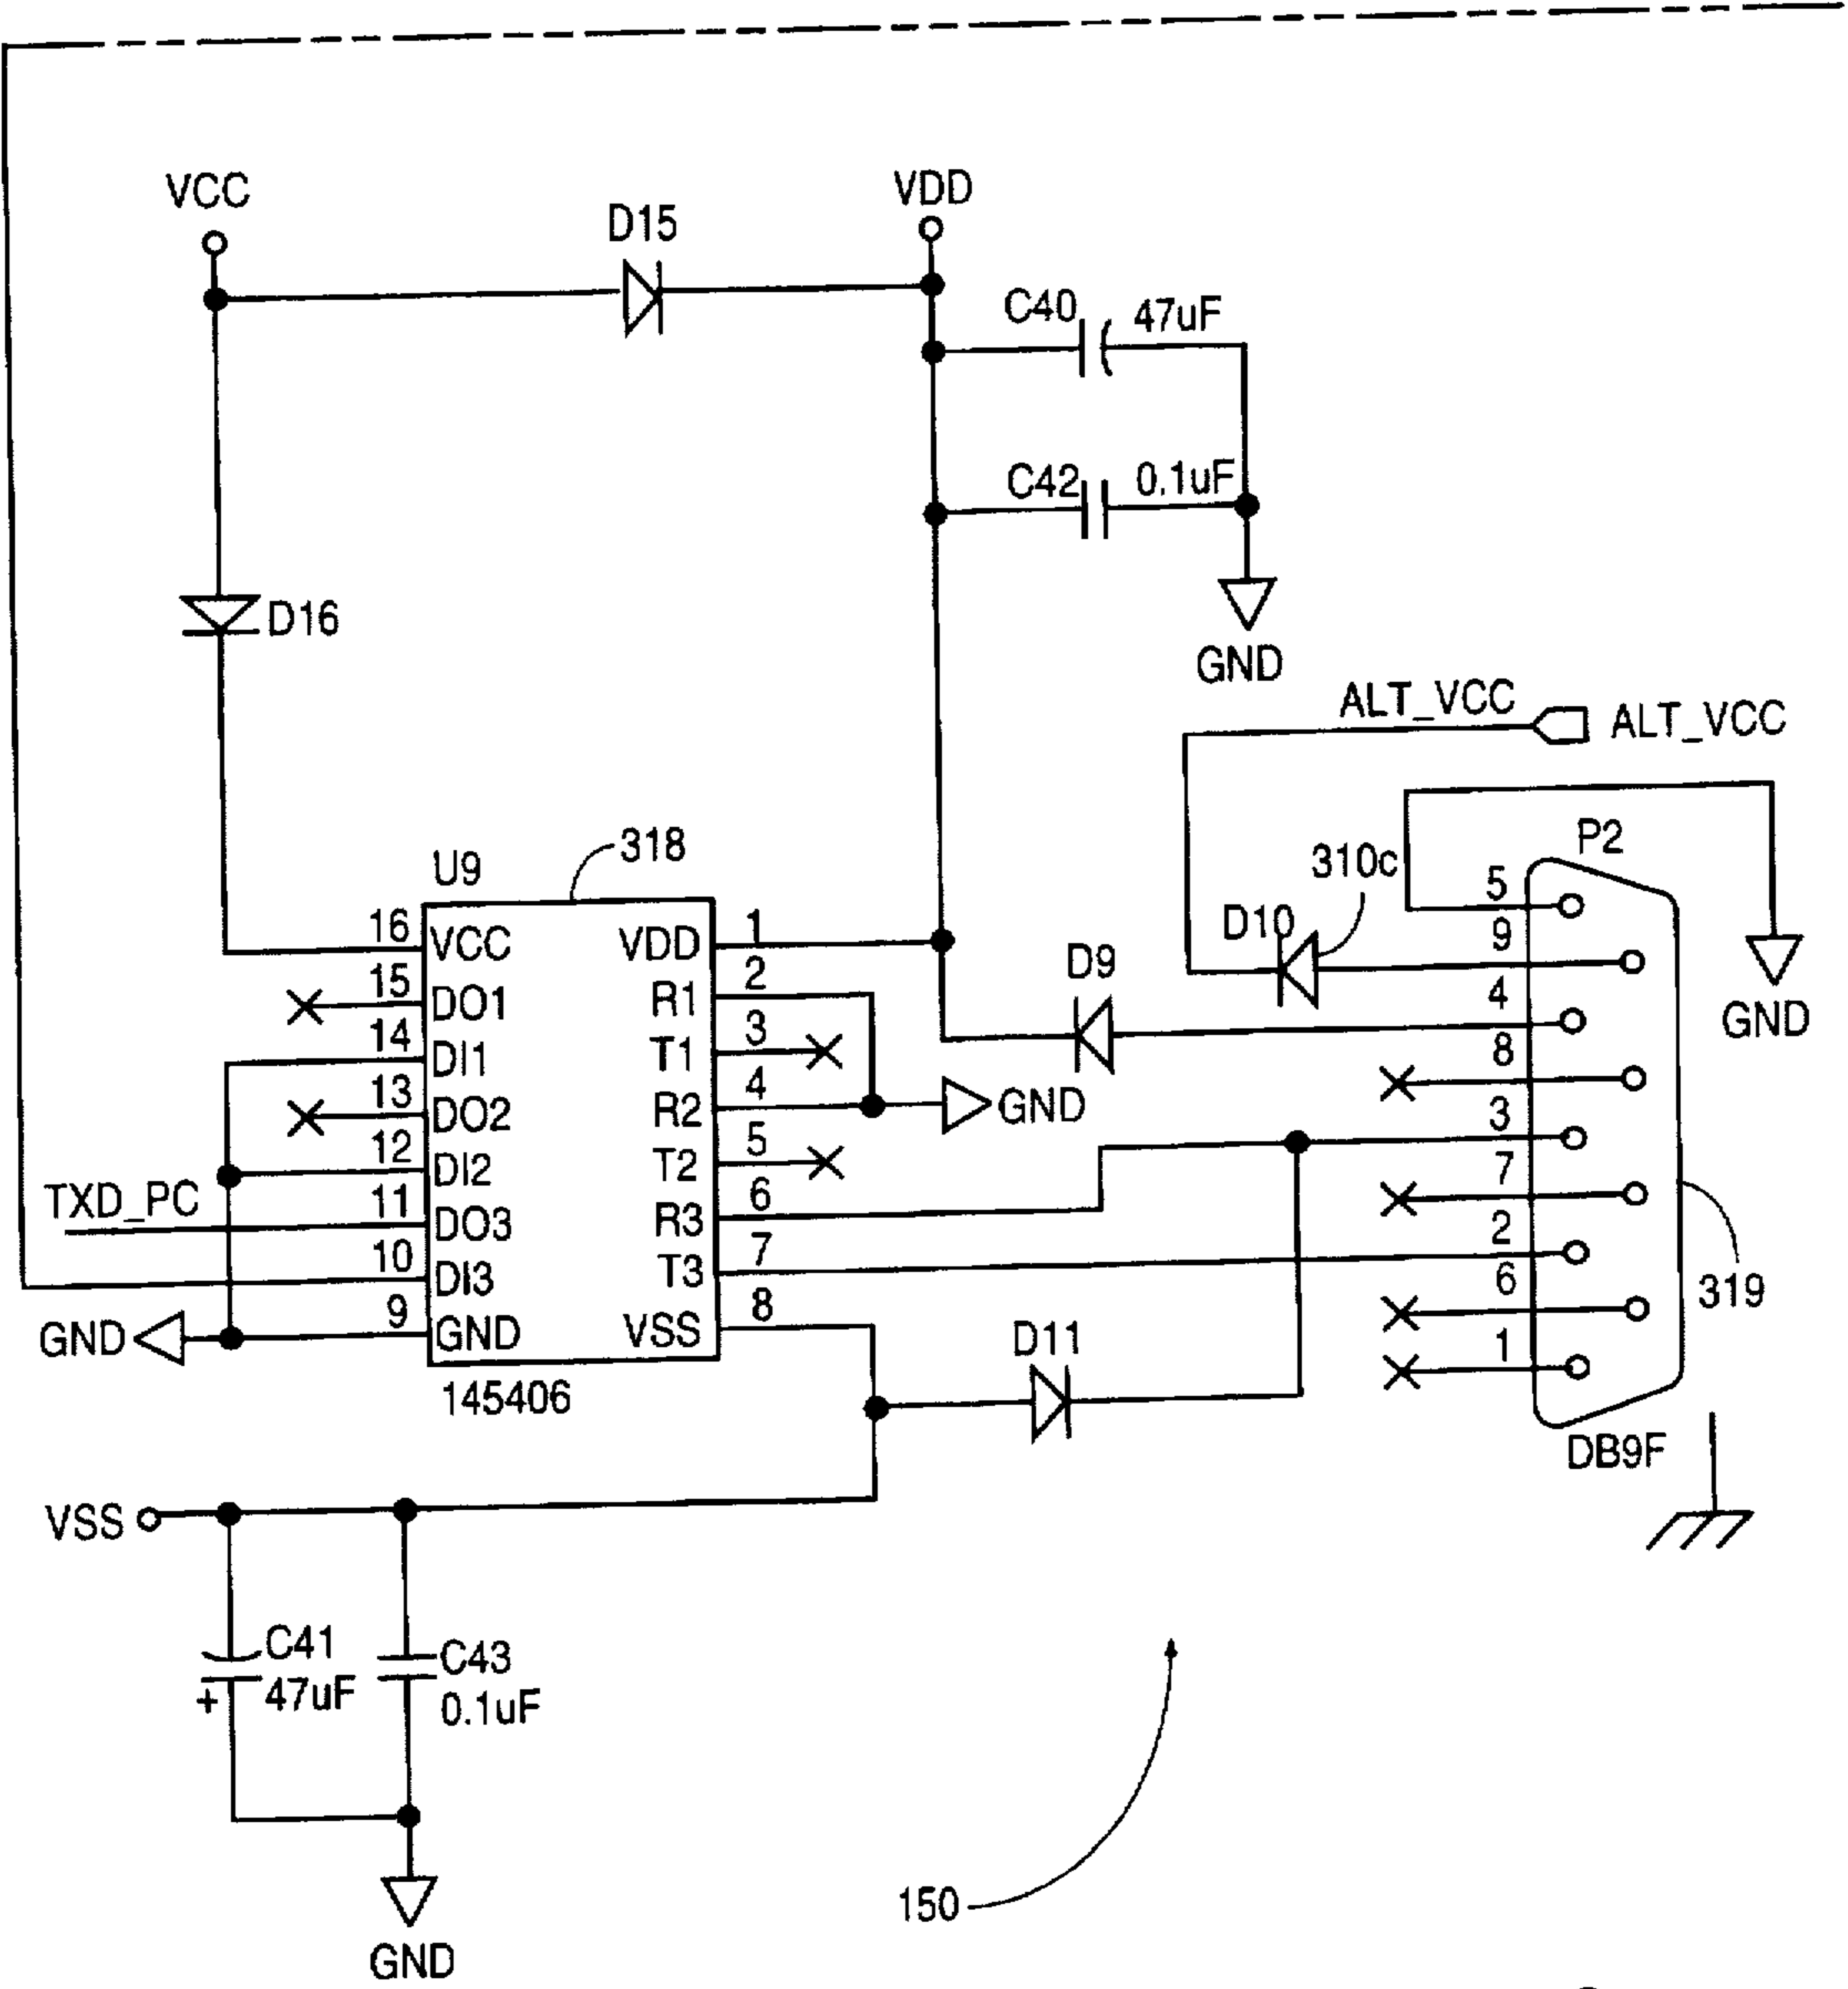 VCC
VDD
D15
C40 47uF
C42 0.1uF
D16
GND
ALT_VCC
ALT_VCC
P2
318
U9
310c
D10
D9
5
9
4
8
3
7
2
6
1
GND
16 VCC VDD 1
15 DO1 R1 2
14 DI1 T1 3
13 DO2 R2 4
GND
12 DI2 T2 5
TXD_PC
11 DO3 R3 6
10 DI3 T3 7
GND
9 GND VSS 8
319
145406
D11
DB9F
VSS
C41
47uF
+
C43
0.1uF
150
GND